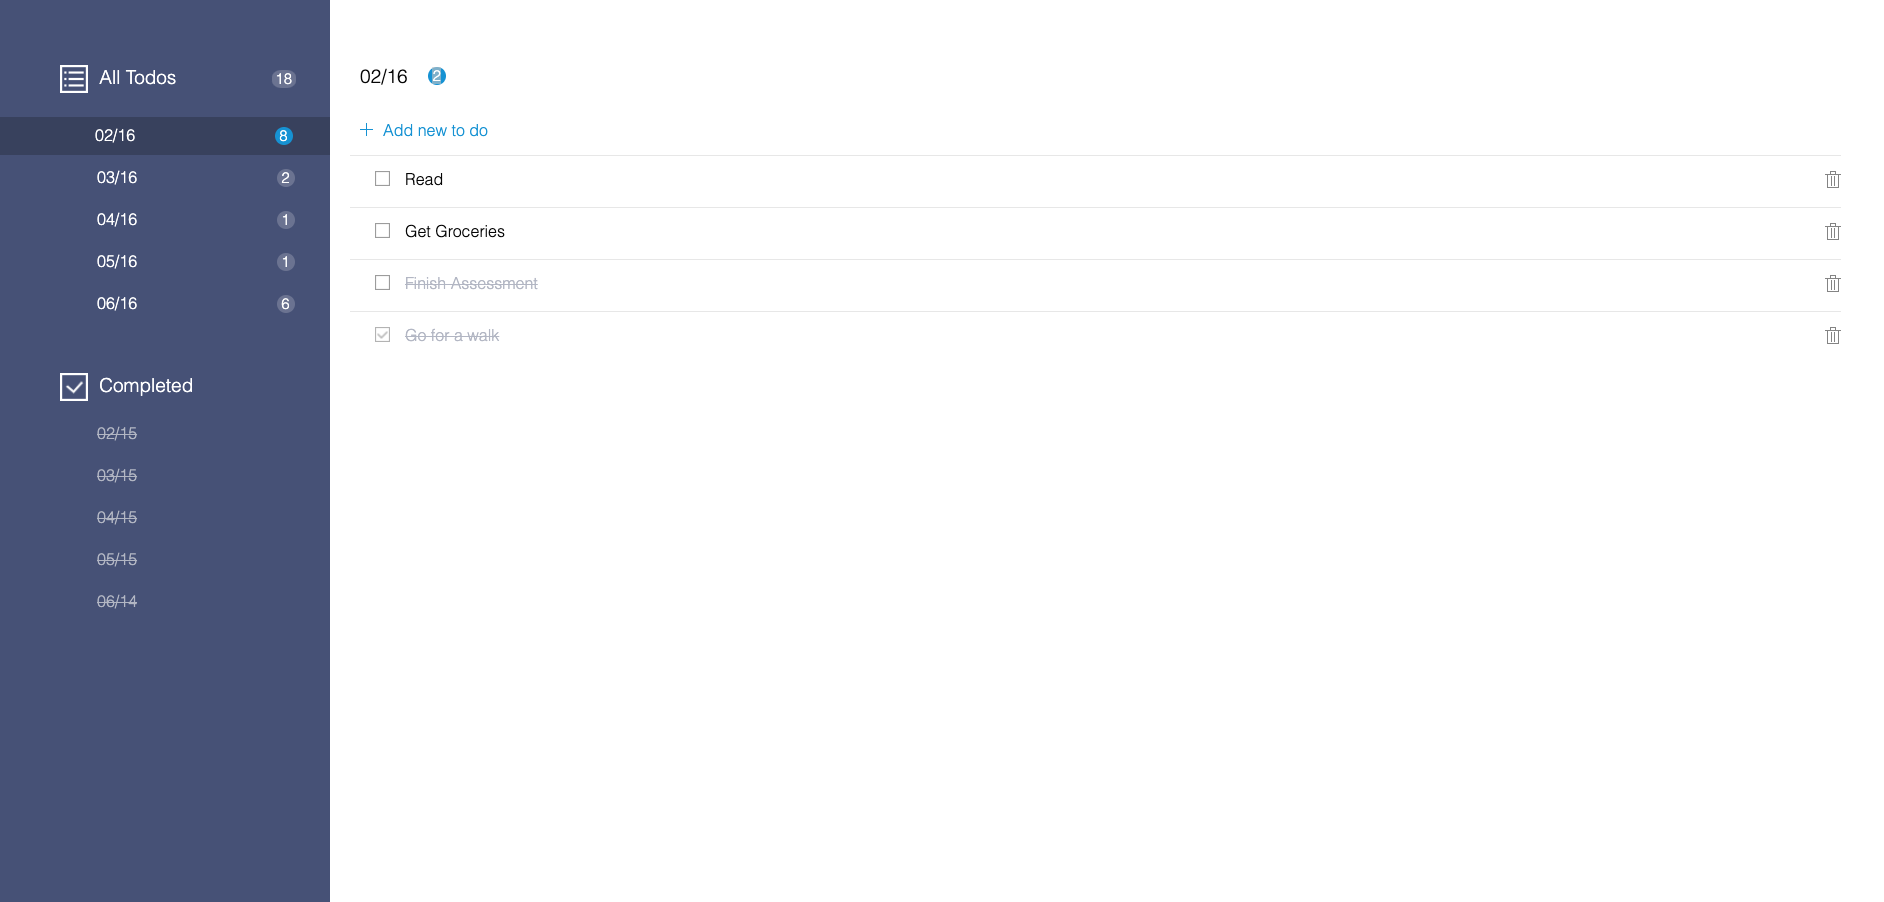 All Todos 18
02/16 8
03/16 2
04/16 1
05/16 1
06/16 6
Completed
02/15
03/15
04/15
05/15
06/14
02/16 2
Add new to do
Read
Get Groceries
Finish Assessment
Go for a walk